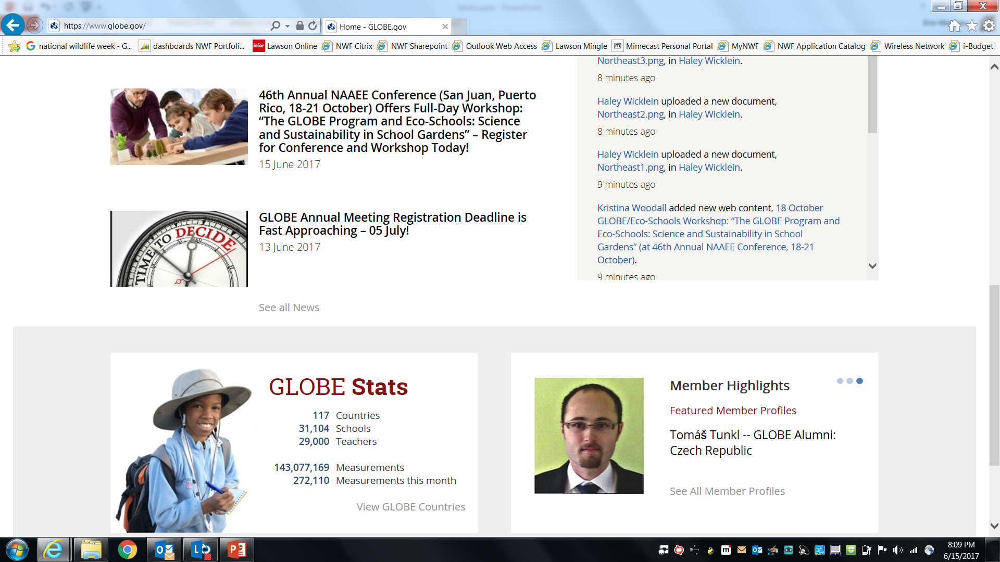 https://www.globe.gov/
Home - GLOBE.gov
national wildlife week - G...
dashboards NWF Portfoli...
infor
Lawson Online
NWF Citrix
NWF Sharepoint
Outlook Web Access
Lawson Mingle
m
Mimecast Personal Portal
MyNWF
NWF Application Catalog
Wireless Network
i-Budget
46th Annual NAAEE Conference (San Juan, Puerto
Rico, 18-21 October) Offers Full-Day Workshop:
“The GLOBE Program and Eco-Schools: Science
and Sustainability in School Gardens” – Register
for Conference and Workshop Today!
15 June 2017
TIME TO DECIDE
GLOBE Annual Meeting Registration Deadline is
Fast Approaching – 05 July!
13 June 2017
See all News
Northeast3.png, in Haley Wicklein.
8 minutes ago
Haley Wicklein uploaded a new document,
Northeast2.png, in Haley Wicklein.
8 minutes ago
Haley Wicklein uploaded a new document,
Northeast1.png, in Haley Wicklein.
9 minutes ago
Kristina Woodall added new web content, 18 October
GLOBE/Eco-Schools Workshop: “The GLOBE Program and
Eco-Schools: Science and Sustainability in School
Gardens” (at 46th Annual NAAEE Conference, 18-21
October).
9 minutes ago
GLOBE Stats
117 Countries
31,104 Schools
29,000 Teachers
143,077,169 Measurements
272,110 Measurements this month
View GLOBE Countries
Member Highlights
Featured Member Profiles
Tomáš Tunkl -- GLOBE Alumni:
Czech Republic
See All Member Profiles
8:09 PM
6/15/2017